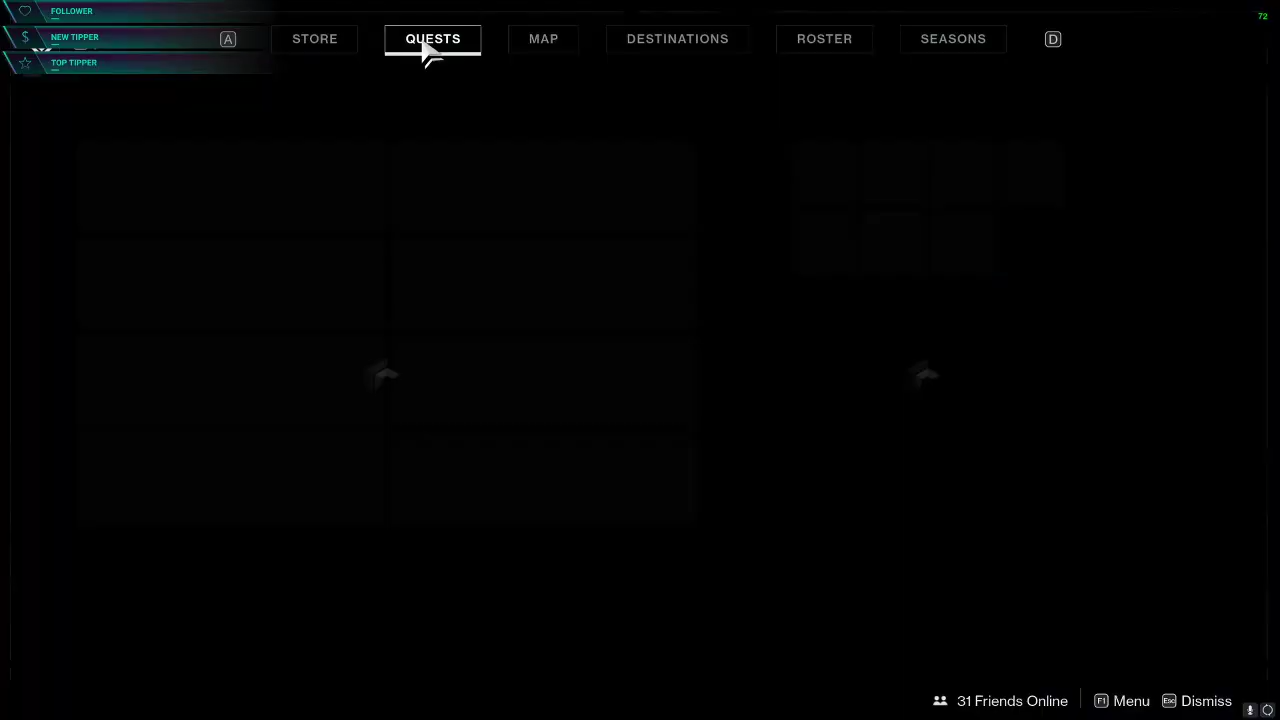 FOLLOWER
72
NEW TIPPER
A
STORE
QUESTS
MAP
DESTINATIONS
ROSTER
SEASONS
D
TOP TIPPER
31 Friends Online
F1 Menu
Esc Dismiss